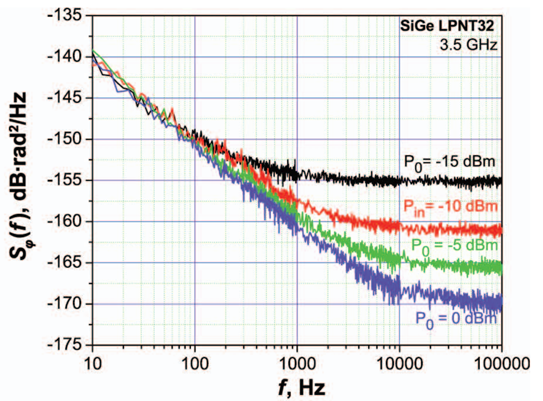 SiGe LPNT32
3.5 GHz
-135
-140
-145
-150
-155
-160
-165
-170
-175
Sφ(f), dB·rad²/Hz
P₀= -15 dBm
Pin= -10 dBm
P₀ = -5 dBm
P₀ = 0 dBm
10
100
1000
10000
100000
f, Hz